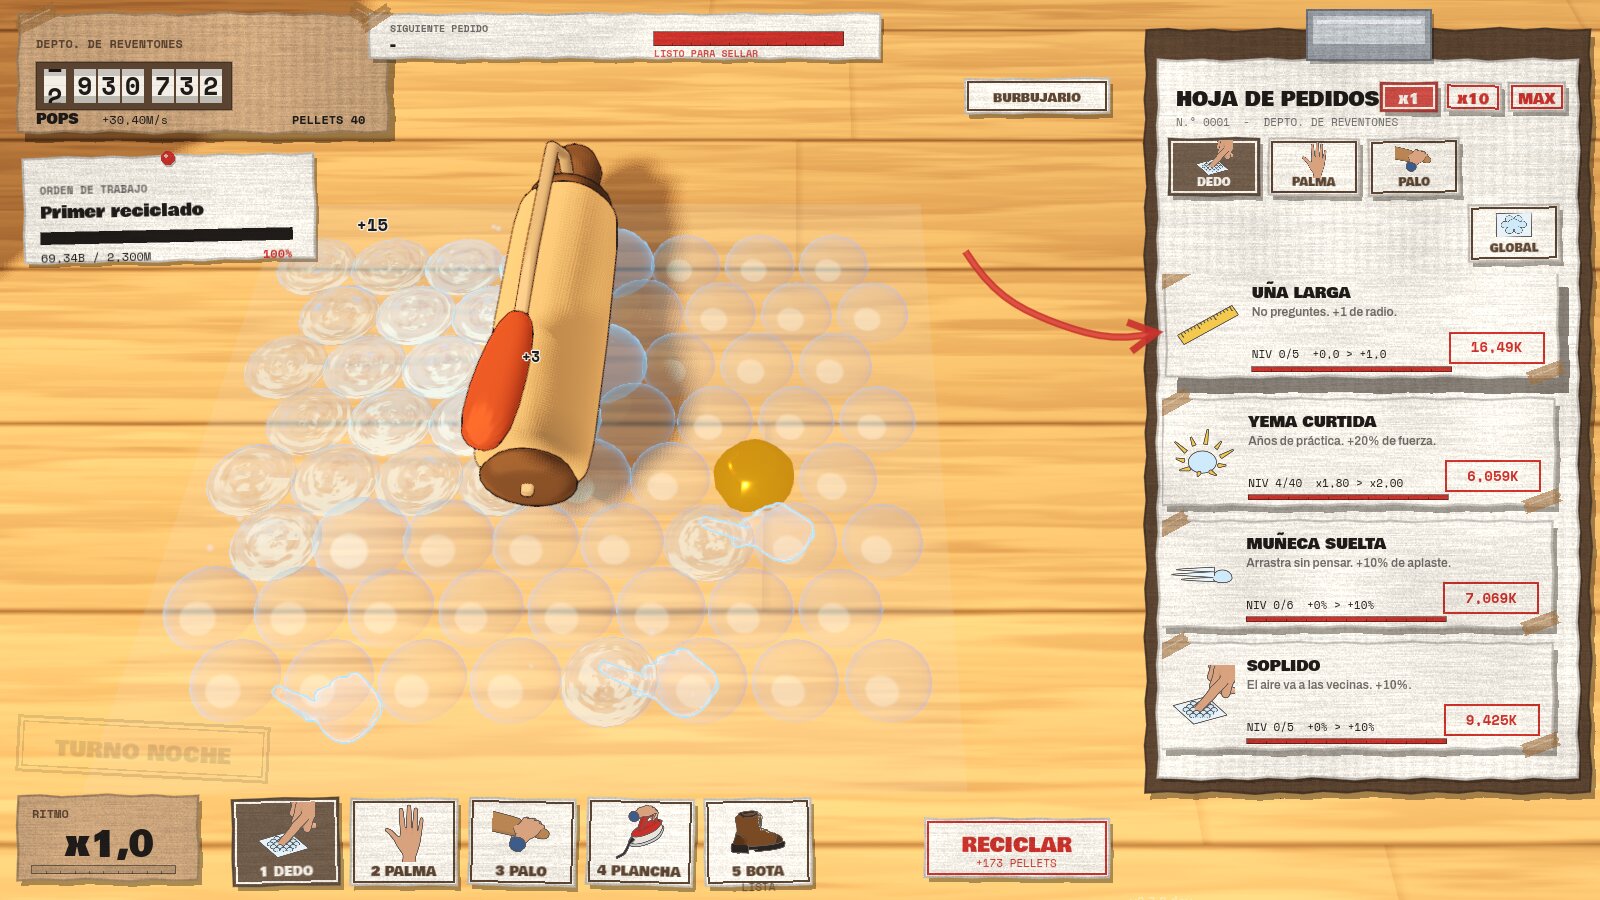 DEPTO. DE REVENTONES
2 930 732
POPS +30,40M/s PELLETS 40
SIGUIENTE PEDIDO
-
LISTO PARA SELLAR
BURBUJARIO
ORDEN DE TRABAJO
Primer reciclado
69,34B / 2,300M 100%
+15
+3
HOJA DE PEDIDOS x1 x10 MAX
N.º 0001 - DEPTO. DE REVENTONES
DEDO PALMA PALO
GLOBAL
UÑA LARGA
No preguntes. +1 de radio.
NIV 0/5 +0,0 > +1,0
16,49K
YEMA CURTIDA
Años de práctica. +20% de fuerza.
NIV 4/40 x1,80 > x2,00
6,059K
MUÑECA SUELTA
Arrastra sin pensar. +10% de aplaste.
NIV 0/6 +0% > +10%
7,069K
SOPLIDO
El aire va a las vecinas. +10%.
NIV 0/5 +0% > +10%
9,425K
TURNO NOCHE
RITMO
x1,0
1 DEDO 2 PALMA 3 PALO 4 PLANCHA 5 BOTA
LISTA
RECICLAR
+173 PELLETS